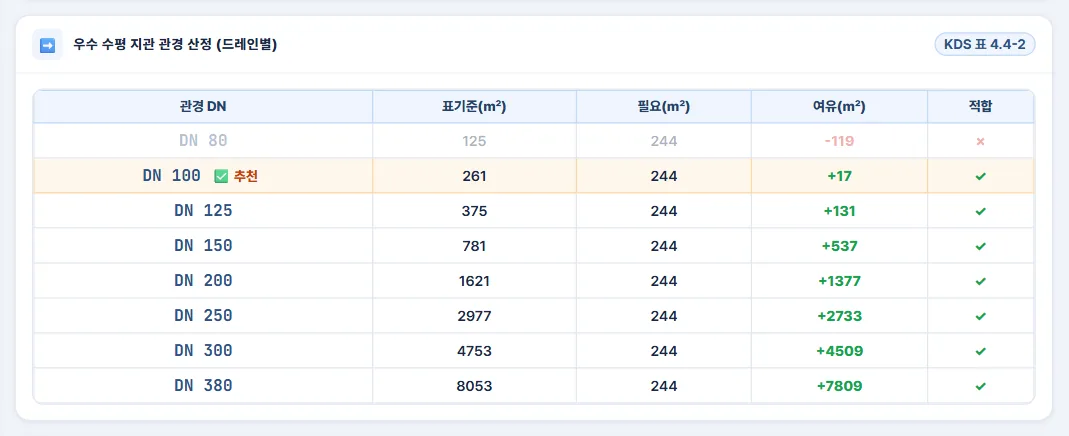 우수 수평 지관 관경 산정 (드레인별) KDS 표 4.4-2
관경 DN 표기준(m²) 필요(m²) 여유(m²) 적합
DN 80 125 244 -119 ×
DN 100 ✅ 추천 261 244 +17 ✓
DN 125 375 244 +131 ✓
DN 150 781 244 +537 ✓
DN 200 1621 244 +1377 ✓
DN 250 2977 244 +2733 ✓
DN 300 4753 244 +4509 ✓
DN 380 8053 244 +7809 ✓